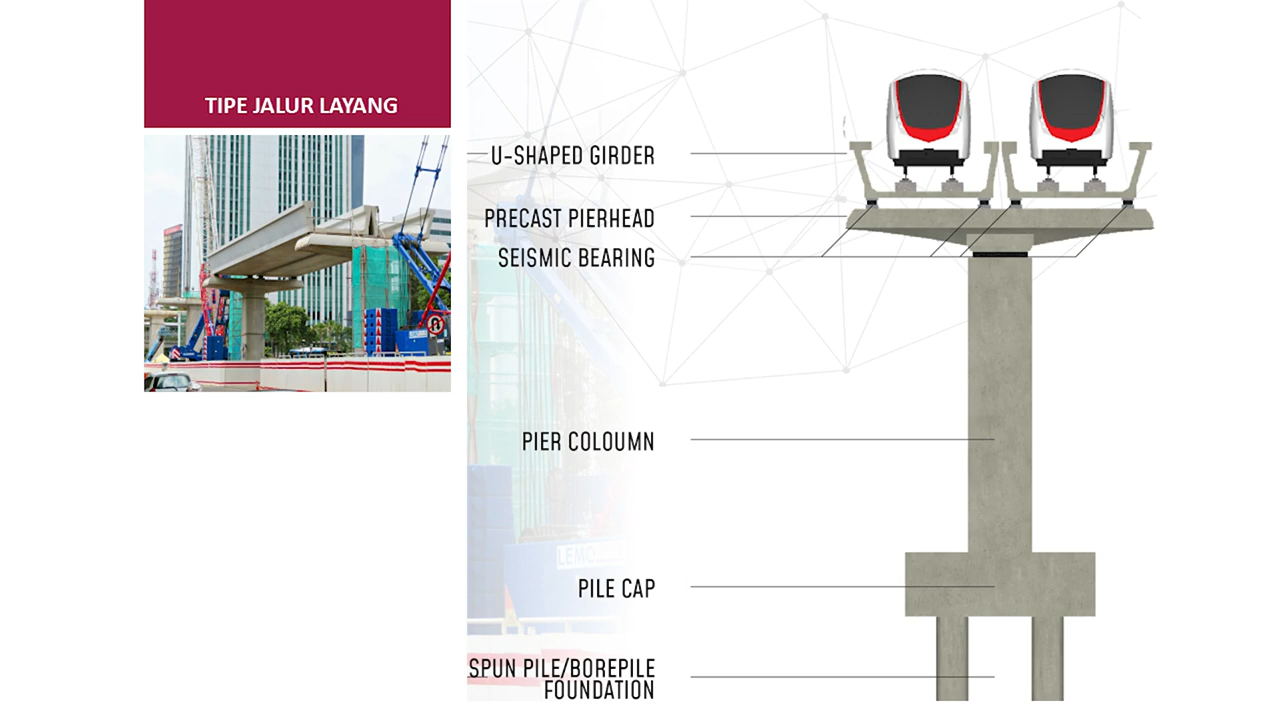 TIPE JALUR LAYANG
U-SHAPED GIRDER
PRECAST PIERHEAD
SEISMIC BEARING
PIER COLOUMN
PILE CAP
SPUN PILE/BOREPILE
FOUNDATION